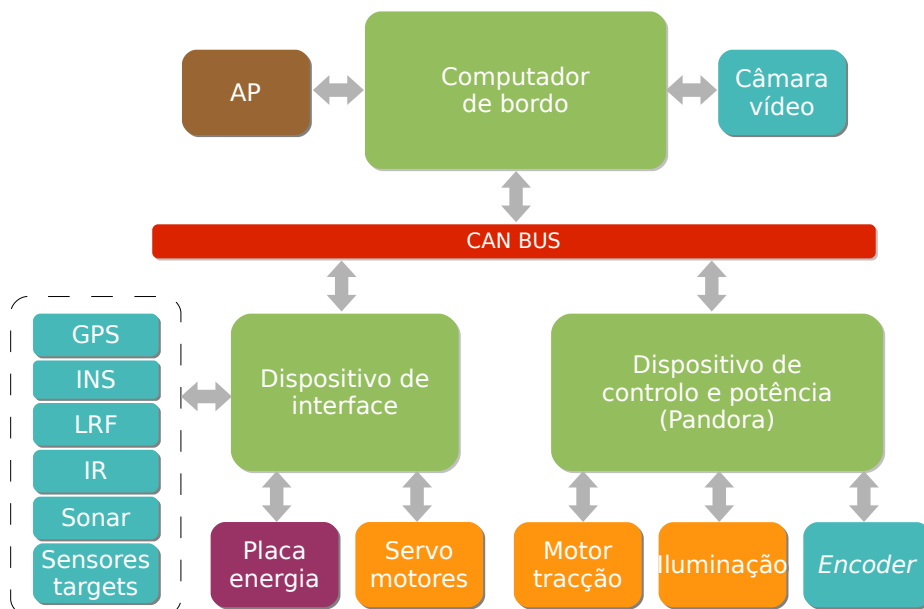 AP
Computador
de bordo
Câmara
vídeo
CAN BUS
GPS
INS
LRF
IR
Sonar
Sensores
targets
Dispositivo de
interface
Dispositivo de
controlo e potência
(Pandora)
Placa
energia
Servo
motores
Motor
tracção
Iluminação
Encoder